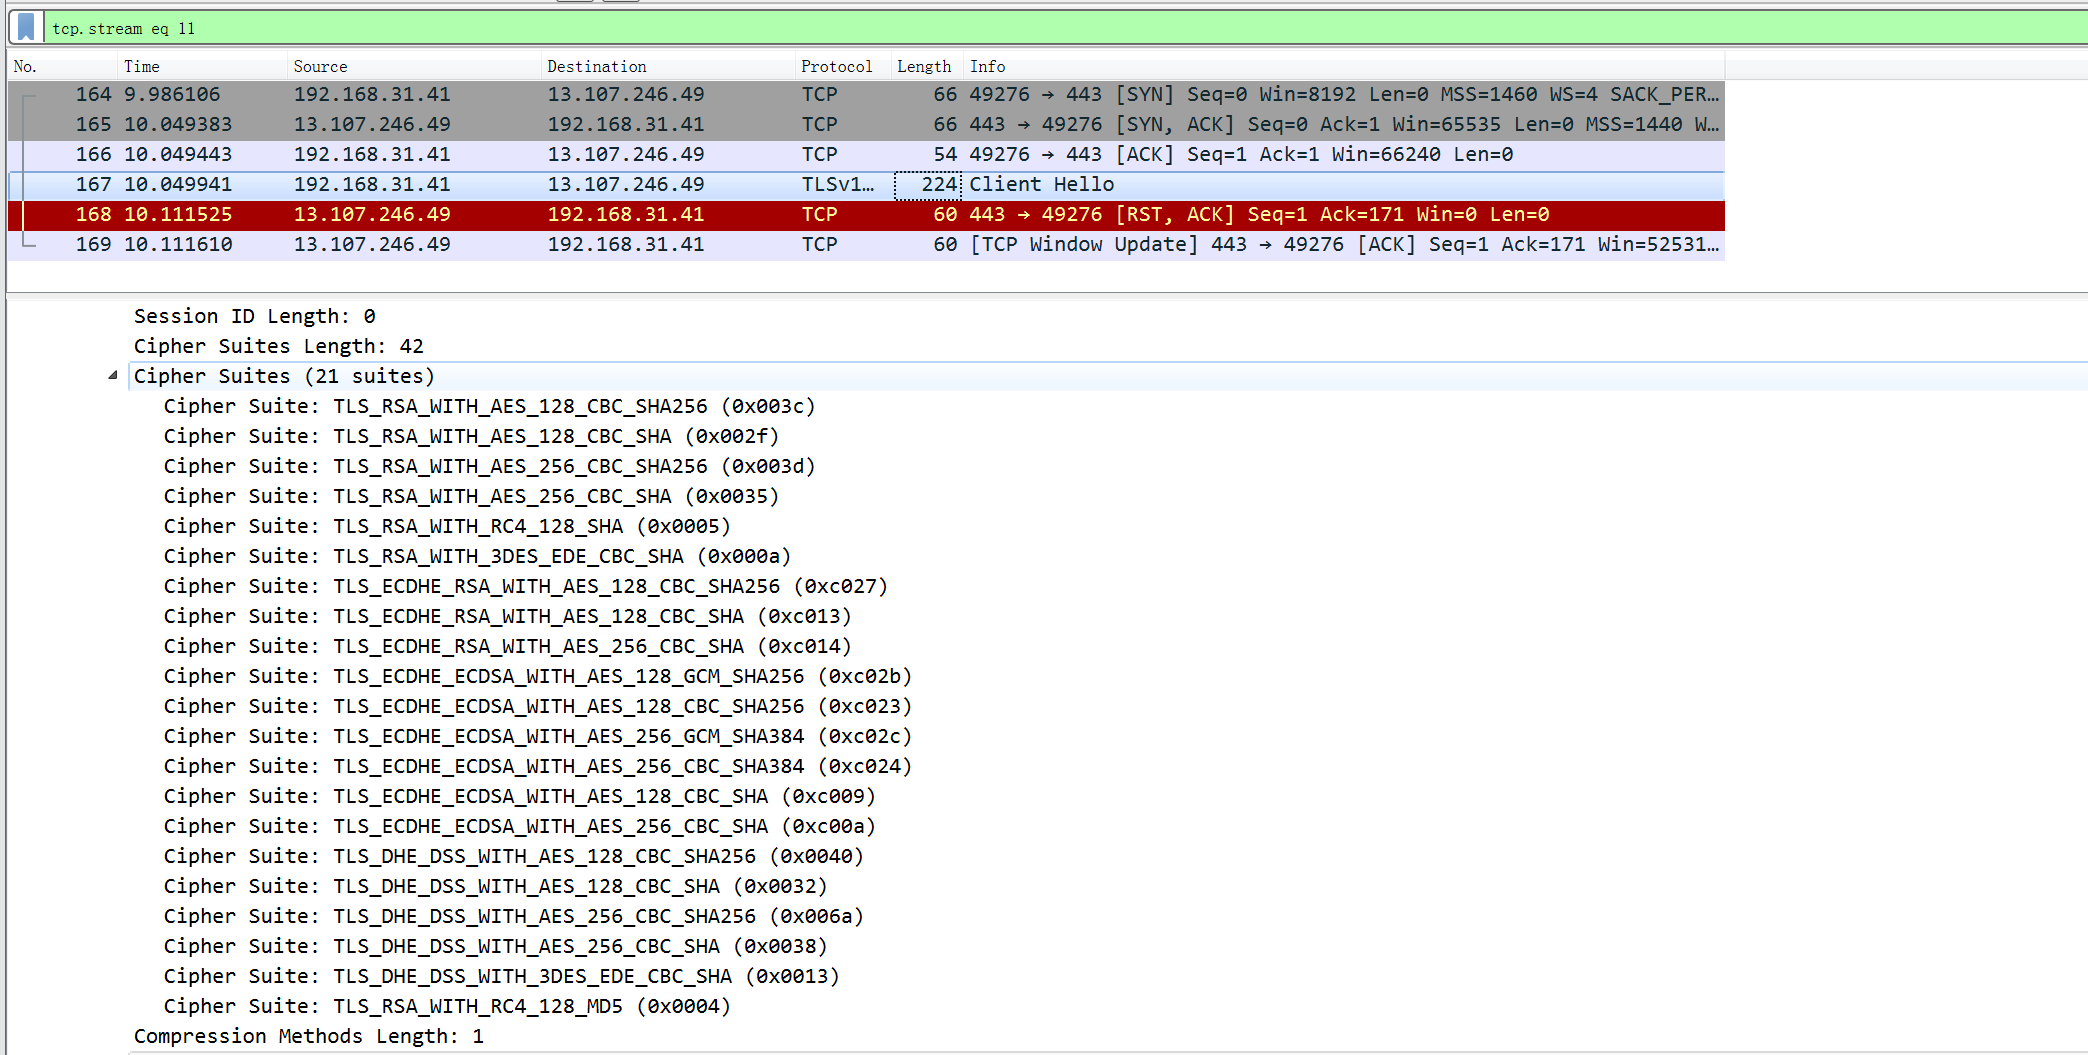 tcp.stream eq 11
No. Time Source Destination Protocol Length Info
164 9.986106 192.168.31.41 13.107.246.49 TCP 66 49276 → 443 [SYN] Seq=0 Win=8192 Len=0 MSS=1460 WS=4 SACK_PER…
165 10.049383 13.107.246.49 192.168.31.41 TCP 66 443 → 49276 [SYN, ACK] Seq=0 Ack=1 Win=65535 Len=0 MSS=1440 W…
166 10.049443 192.168.31.41 13.107.246.49 TCP 54 49276 → 443 [ACK] Seq=1 Ack=1 Win=66240 Len=0
167 10.049941 192.168.31.41 13.107.246.49 TLSv1… 224 Client Hello
168 10.111525 13.107.246.49 192.168.31.41 TCP 60 443 → 49276 [RST, ACK] Seq=1 Ack=171 Win=0 Len=0
169 10.111610 13.107.246.49 192.168.31.41 TCP 60 [TCP Window Update] 443 → 49276 [ACK] Seq=1 Ack=171 Win=52531…
Session ID Length: 0
Cipher Suites Length: 42
Cipher Suites (21 suites)
Cipher Suite: TLS_RSA_WITH_AES_128_CBC_SHA256 (0x003c)
Cipher Suite: TLS_RSA_WITH_AES_128_CBC_SHA (0x002f)
Cipher Suite: TLS_RSA_WITH_AES_256_CBC_SHA256 (0x003d)
Cipher Suite: TLS_RSA_WITH_AES_256_CBC_SHA (0x0035)
Cipher Suite: TLS_RSA_WITH_RC4_128_SHA (0x0005)
Cipher Suite: TLS_RSA_WITH_3DES_EDE_CBC_SHA (0x000a)
Cipher Suite: TLS_ECDHE_RSA_WITH_AES_128_CBC_SHA256 (0xc027)
Cipher Suite: TLS_ECDHE_RSA_WITH_AES_128_CBC_SHA (0xc013)
Cipher Suite: TLS_ECDHE_RSA_WITH_AES_256_CBC_SHA (0xc014)
Cipher Suite: TLS_ECDHE_ECDSA_WITH_AES_128_GCM_SHA256 (0xc02b)
Cipher Suite: TLS_ECDHE_ECDSA_WITH_AES_128_CBC_SHA256 (0xc023)
Cipher Suite: TLS_ECDHE_ECDSA_WITH_AES_256_GCM_SHA384 (0xc02c)
Cipher Suite: TLS_ECDHE_ECDSA_WITH_AES_256_CBC_SHA384 (0xc024)
Cipher Suite: TLS_ECDHE_ECDSA_WITH_AES_128_CBC_SHA (0xc009)
Cipher Suite: TLS_ECDHE_ECDSA_WITH_AES_256_CBC_SHA (0xc00a)
Cipher Suite: TLS_DHE_DSS_WITH_AES_128_CBC_SHA256 (0x0040)
Cipher Suite: TLS_DHE_DSS_WITH_AES_128_CBC_SHA (0x0032)
Cipher Suite: TLS_DHE_DSS_WITH_AES_256_CBC_SHA256 (0x006a)
Cipher Suite: TLS_DHE_DSS_WITH_AES_256_CBC_SHA (0x0038)
Cipher Suite: TLS_DHE_DSS_WITH_3DES_EDE_CBC_SHA (0x0013)
Cipher Suite: TLS_RSA_WITH_RC4_128_MD5 (0x0004)
Compression Methods Length: 1